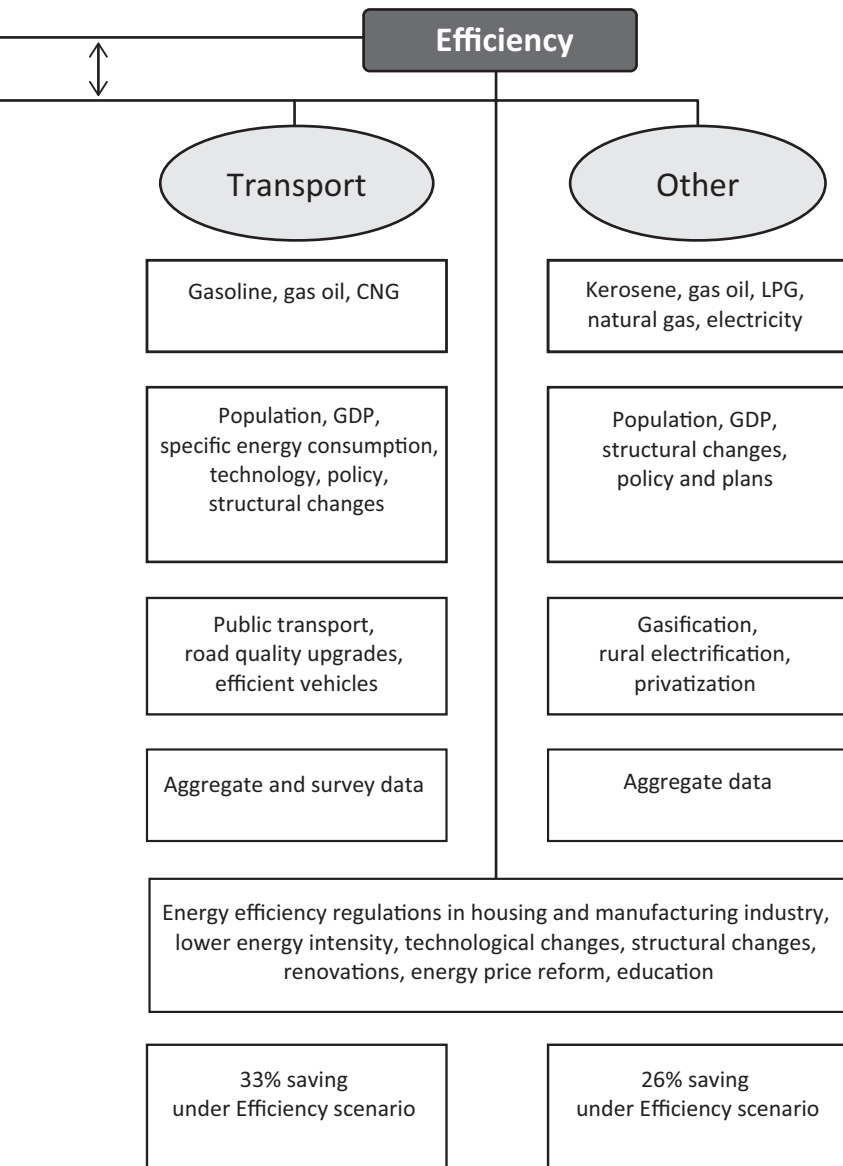 Efficiency
Transport
Other
Gasoline, gas oil, CNG
Kerosene, gas oil, LPG,
natural gas, electricity
Population, GDP,
specific energy consumption,
technology, policy,
structural changes
Population, GDP,
structural changes,
policy and plans
Public transport,
road quality upgrades,
efficient vehicles
Gasification,
rural electrification,
privatization
Aggregate and survey data
Aggregate data
Energy efficiency regulations in housing and manufacturing industry,
lower energy intensity, technological changes, structural changes,
renovations, energy price reform, education
33% saving
under Efficiency scenario
26% saving
under Efficiency scenario